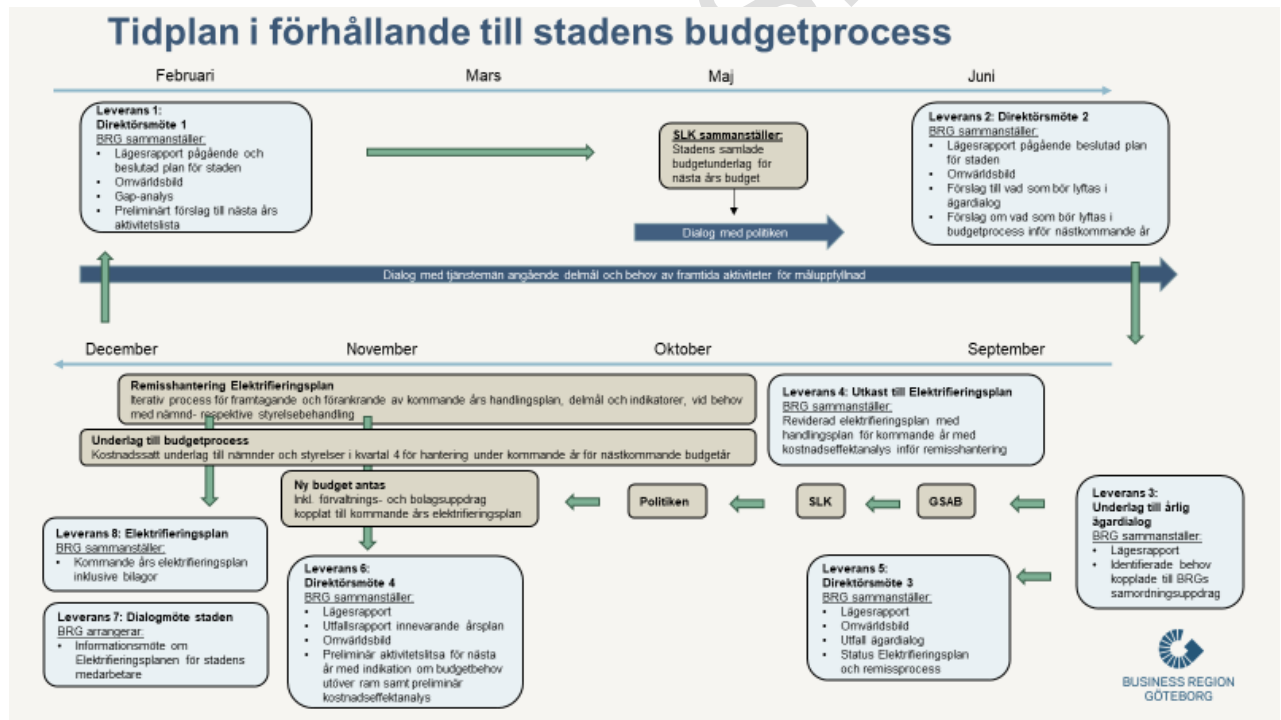 Tidplan i förhållande till stadens budgetprocess
Februari
Mars
Maj
Juni
Leverans 1:
Direktörsmöte 1
BRG sammanställer:
• Lägesrapport pågående och
beslutad plan för staden
• Omvärldsbild
• Gap-analys
• Preliminärt förslag till nästa års
aktivitetslista
SLK sammanställer:
Stadens samlade
budgetunderlag för
nästa års budget
Leverans 2: Direktörsmöte 2
BRG sammanställer:
• Lägesrapport pågående beslutad plan
för staden
• Omvärldsbild
• Förslag till vad som bör lyftas i
ägardialog
• Förslag om vad som bör lyftas i
budgetprocess inför nästkommande år
Dialog med politiken
Dialog med tjänstemän angående delmål och behov av framtida aktiviteter för måluppfyllnad
December
November
Oktober
September
Remisshantering Elektrifieringsplan
Iterativ process för framtagande och förankrande av kommande års handlingsplan, delmål och indikatorer, vid behov
med nämnd- respektive styrelsebehandling
Leverans 4: Utkast till Elektrifieringsplan
BRG sammanställer:
Reviderad elektrifieringsplan med
handlingsplan för kommande år med
kostnadseffektanalys inför remisshantering
Underlag till budgetprocess
Kostnadssatt underlag till nämnder och styrelser i kvartal 4 för hantering under kommande år för nästkommande budgetår
Ny budget antas
Inkl. förvaltnings- och bolagsuppdrag
kopplat till kommande års elektrifieringsplan
Politiken
SLK
GSAB
Leverans 3:
Underlag till årlig
ägardialog
BRG sammanställer:
• Lägesrapport
• Identifierade behov
kopplade till BRGs
samordningsuppdrag
Leverans 8: Elektrifieringsplan
BRG sammanställer:
• Kommande års elektrifieringsplan
inklusive bilagor
Leverans 6:
Direktörsmöte 4
BRG sammanställer:
• Lägesrapport
• Utfallsrapport innevarande årsplan
• Omvärldsbild
• Preliminär aktivitetslitsa för nästa
år med indikation om budgetbehov
utöver ram samt preliminär
kostnadseffektanalys
Leverans 5:
Direktörsmöte 3
BRG sammanställer:
• Lägesrapport
• Omvärldsbild
• Utfall ägardialog
• Status Elektrifieringsplan
och remissprocess
Leverans 7: Dialogmöte staden
BRG arrangerar:
• Informationsmöte om
Elektrifieringsplanen för stadens
medarbetare
BUSINESS REGION
GÖTEBORG